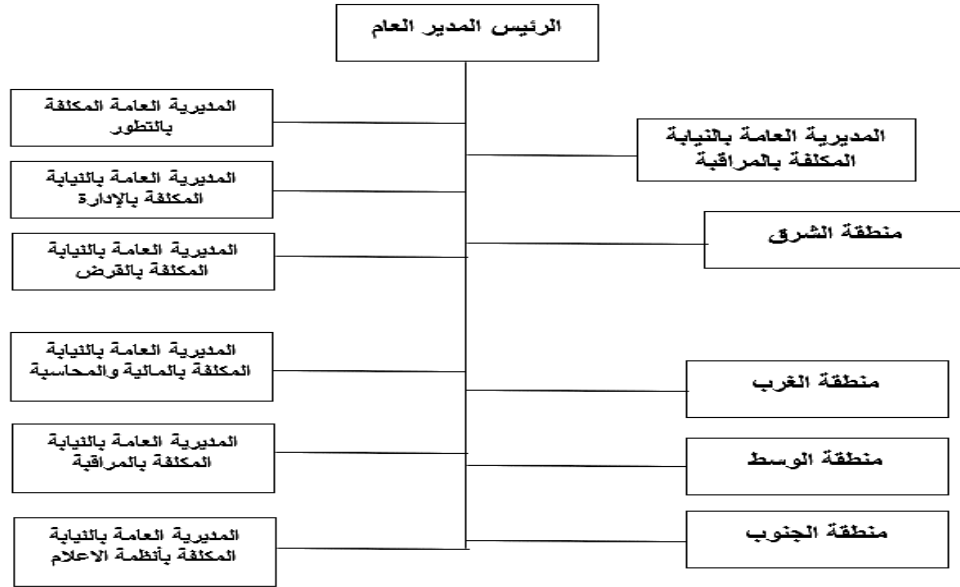 الرئيس المدير العام
المديرية العامة بالنيابة
المكلفة بالمراقبة
منطقة الشرق
منطقة الغرب
منطقة الوسط
منطقة الجنوب
المديرية العامة المكلفة
بالتطور
المديرية العامة بالنيابة
المكلفة بالإدارة
المديرية العامة بالنيابة
المكلفة بالقرض
المديرية العامة بالنيابة
المكلفة بالمالية والمحاسبة
المديرية العامة بالنيابة
المكلفة بالمراقبة
المديرية العامة بالنيابة
المكلفة بأنظمة الاعلام